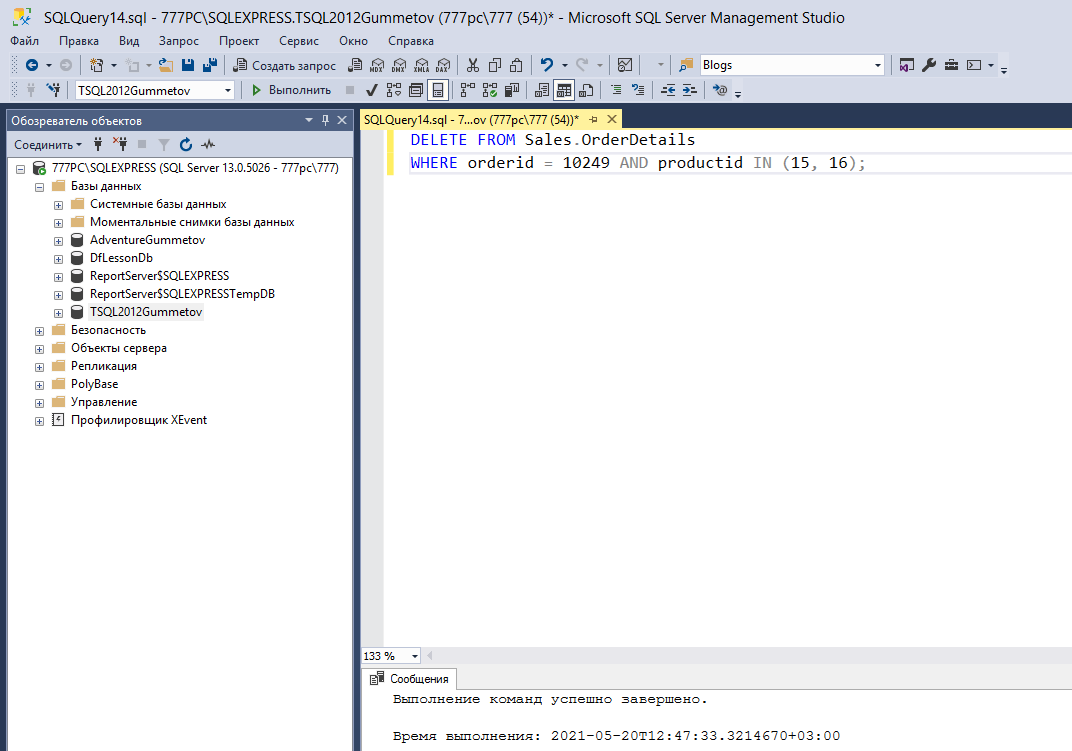 SQLQuery14.sql - 777PC\SQLEXPRESS.TSQL2012Gummetov (777pc\777 (54))* - Microsoft SQL Server Management Studio
Файл Правка Вид Запрос Проект Сервис Окно Справка
Создать запрос MDX DMX XMLA DAX Blogs
TSQL2012Gummetov Выполнить
Обозреватель объектов
SQLQuery14.sql - 7...ov (777pc\777 (54))*
Соединить
777PC\SQLEXPRESS (SQL Server 13.0.5026 - 777pc\777)
Базы данных
Системные базы данных
Моментальные снимки базы данных
AdventureGummetov
DfLessonDb
ReportServer$SQLEXPRESS
ReportServer$SQLEXPRESSTempDB
TSQL2012Gummetov
Безопасность
Объекты сервера
Репликация
PolyBase
Управление
Профилировщик XEvent
DELETE FROM Sales.OrderDetails
WHERE orderid = 10249 AND productid IN (15, 16);
133 %
Сообщения
Выполнение команд успешно завершено.
Время выполнения: 2021-05-20T12:47:33.3214670+03:00